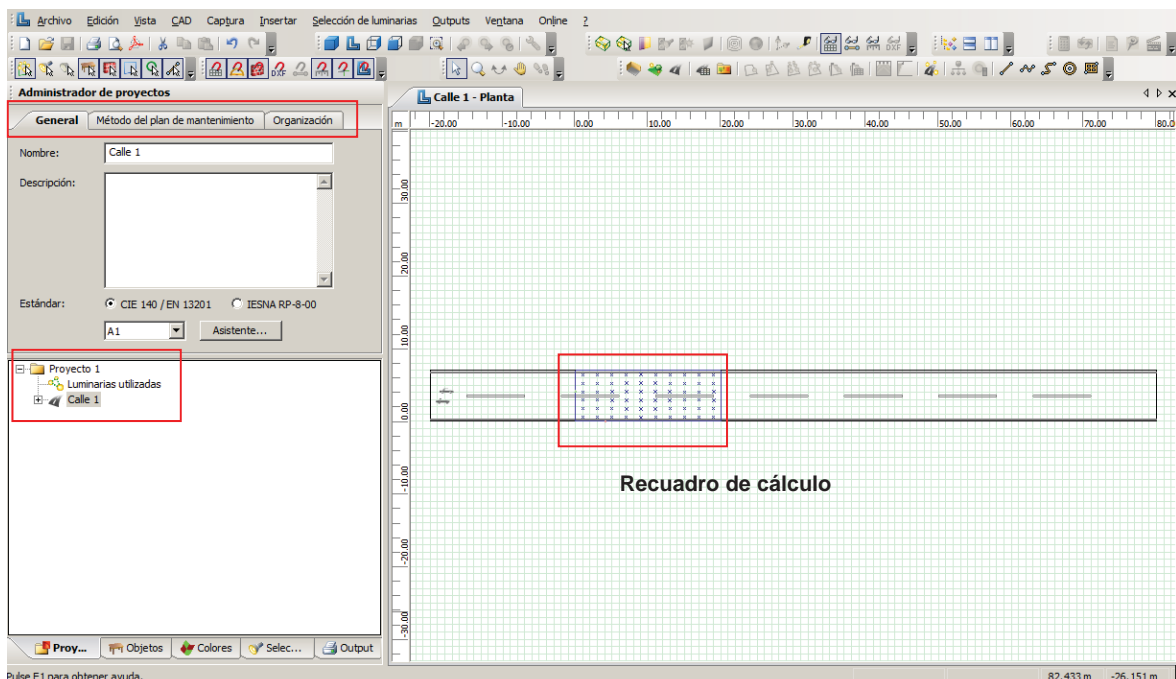 Archivo Edición Vista CAD Captura Insertar Selección de luminarias Outputs Ventana Online ?
Administrador de proyectos
General Método del plan de mantenimiento Organización
Nombre: Calle 1
Descripción:
Estándar: CIE 140 / EN 13201 IESNA RP-8-00
A1 Asistente...
Proyecto 1
Luminarias utilizadas
Calle 1
Proy... Objetos Colores Selec... Output
Pulse F1 para obtener ayuda.
Calle 1 - Planta
m -20.00 -10.00 0.00 10.00 20.00 30.00 40.00 50.00 60.00 70.00 80.0
30.00
20.00
10.00
0.00
-10.00
-20.00
-30.00
Recuadro de cálculo
82.433 m -26.151 m